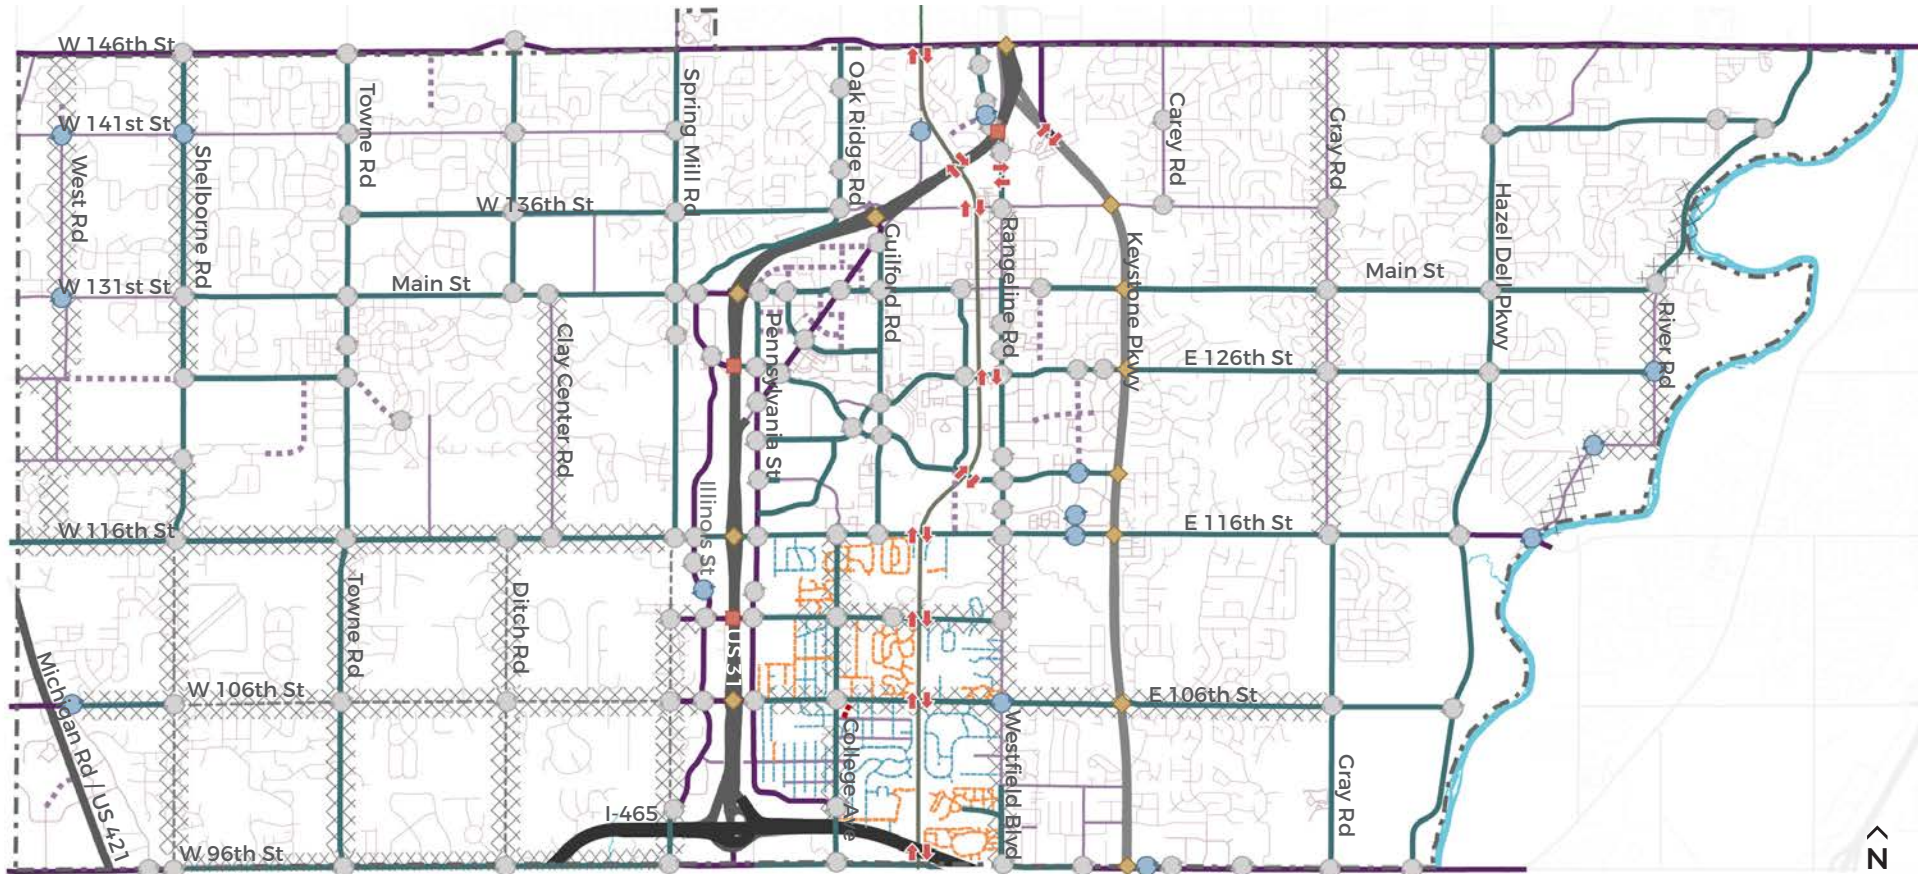 W 146th St
Towne Rd
Spring Mill Rd
Oak Ridge Rd
Carey Rd
Gray Rd
W 141st St
West Rd
Shelborne Rd
W 136th St
Hazel Dell Pkwy
Guilford Rd
Rangeline Rd
Keystone Pkwy
Main St
W 131st St
Main St
River Rd
Clay Center Rd
Pennsylvania St
E 126th St
Illinois St
W 116th St
E 116th St
Towne Rd
Ditch Rd
US 31
Michigan Rd / US 421
W 106th St
E 106th St
College Ave
Westfield Blvd
Gray Rd
I-465
W 96th St
N